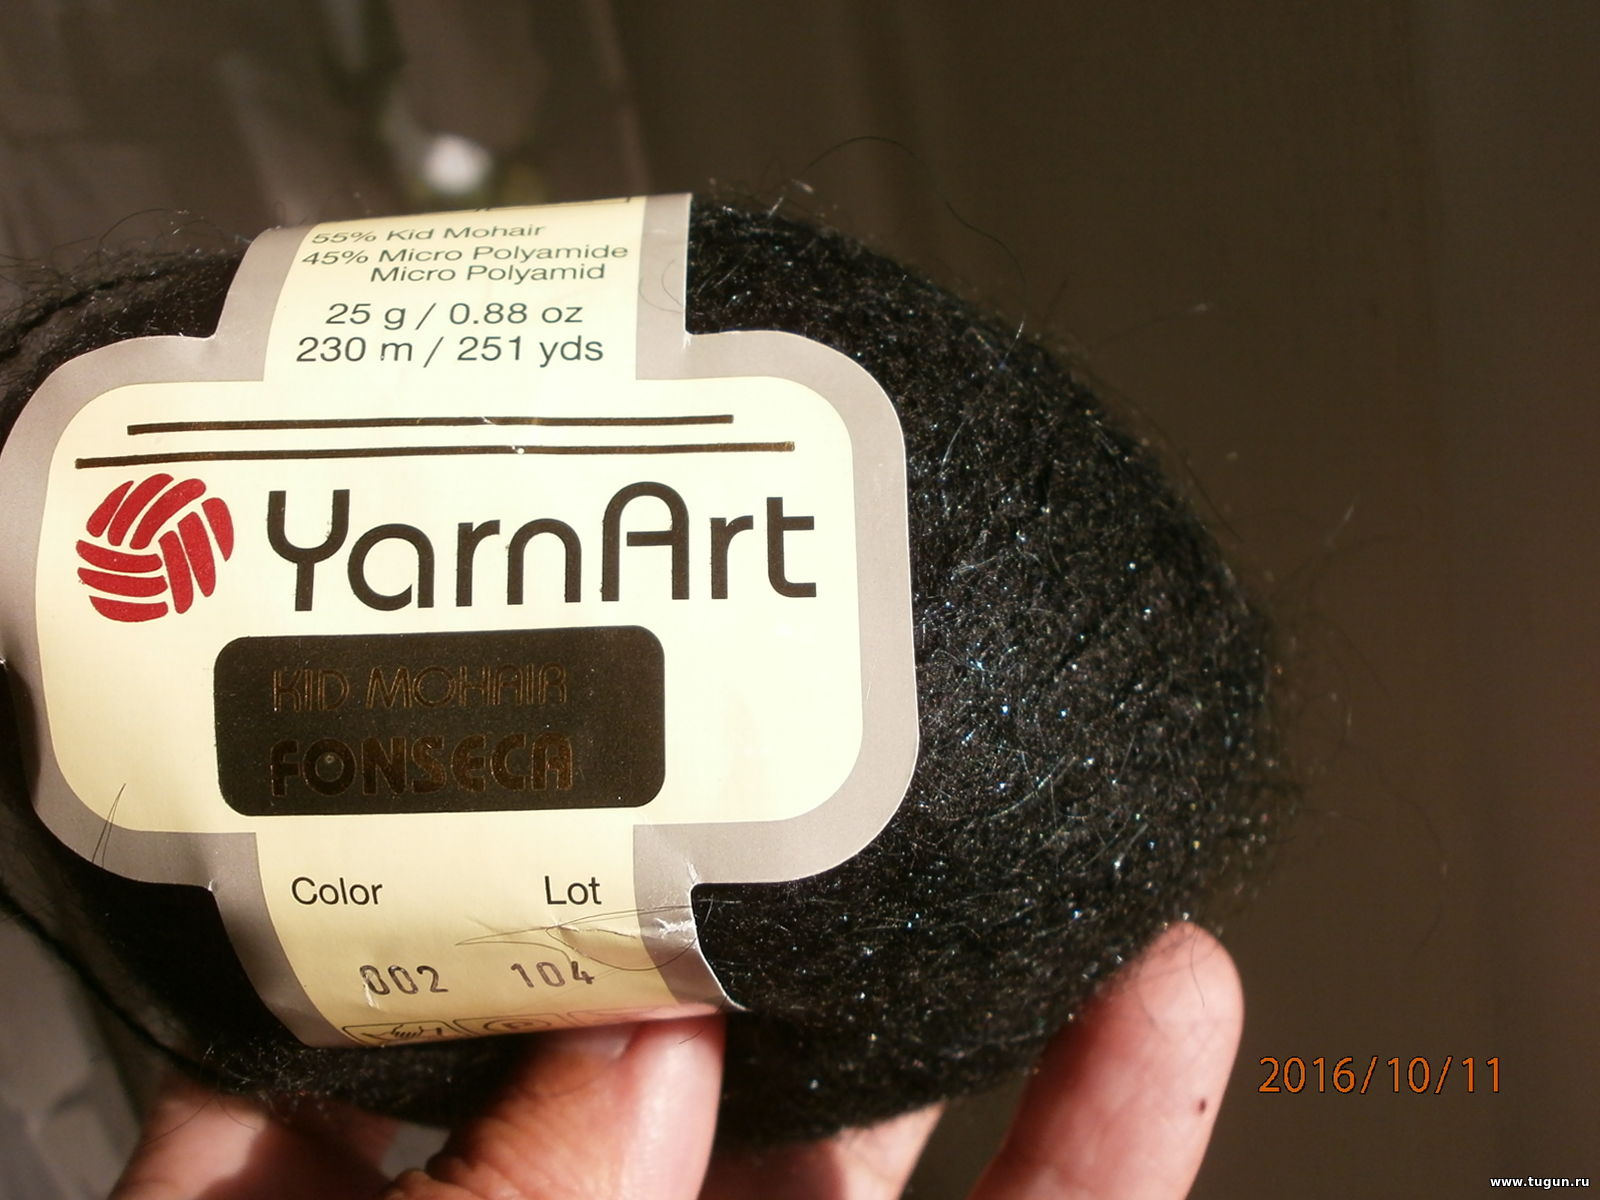 55% Kid Mohair
45% Micro Polyamide
Micro Polyamid
25 g / 0.88 oz
230 m / 251 yds
YarnArt
KID MOHAIR
FONSECA
Color Lot
002 104
P
2016/10/11
www.tugun.ru